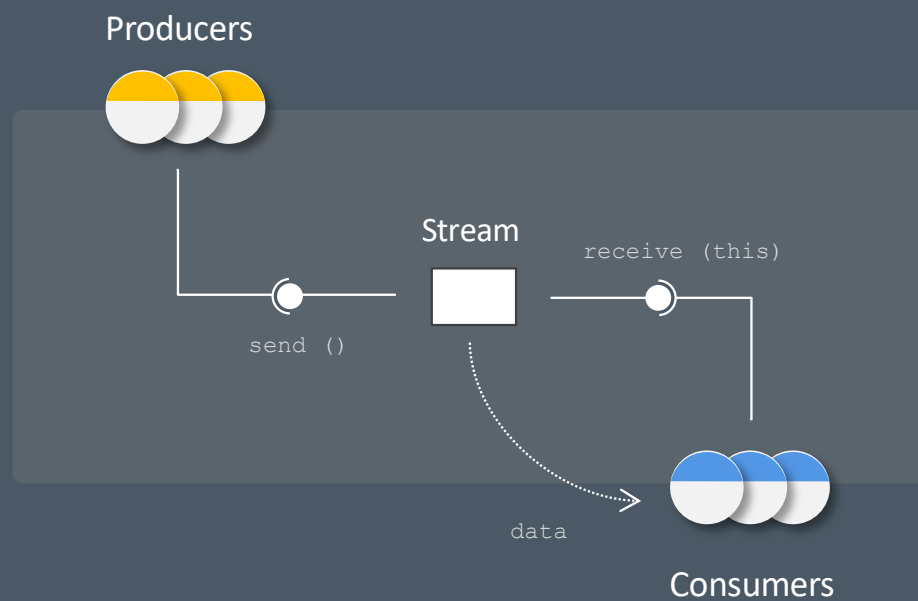 Producers
Stream
receive (this)
send ()
data
Consumers